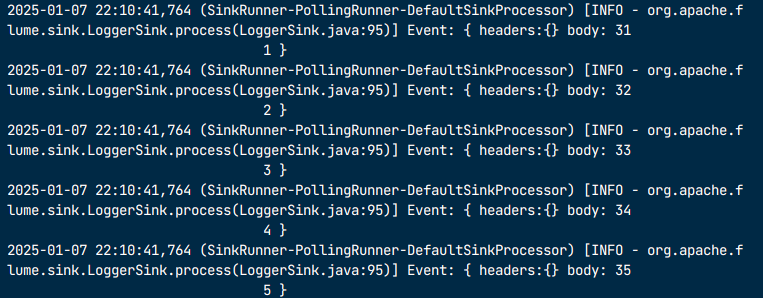 2025-01-07 22:10:41,764 (SinkRunner-PollingRunner-DefaultSinkProcessor) [INFO - org.apache.f
lume.sink.LoggerSink.process(LoggerSink.java:95)] Event: { headers:{} body: 31
1 }
2025-01-07 22:10:41,764 (SinkRunner-PollingRunner-DefaultSinkProcessor) [INFO - org.apache.f
lume.sink.LoggerSink.process(LoggerSink.java:95)] Event: { headers:{} body: 32
2 }
2025-01-07 22:10:41,764 (SinkRunner-PollingRunner-DefaultSinkProcessor) [INFO - org.apache.f
lume.sink.LoggerSink.process(LoggerSink.java:95)] Event: { headers:{} body: 33
3 }
2025-01-07 22:10:41,764 (SinkRunner-PollingRunner-DefaultSinkProcessor) [INFO - org.apache.f
lume.sink.LoggerSink.process(LoggerSink.java:95)] Event: { headers:{} body: 34
4 }
2025-01-07 22:10:41,764 (SinkRunner-PollingRunner-DefaultSinkProcessor) [INFO - org.apache.f
lume.sink.LoggerSink.process(LoggerSink.java:95)] Event: { headers:{} body: 35
5 }